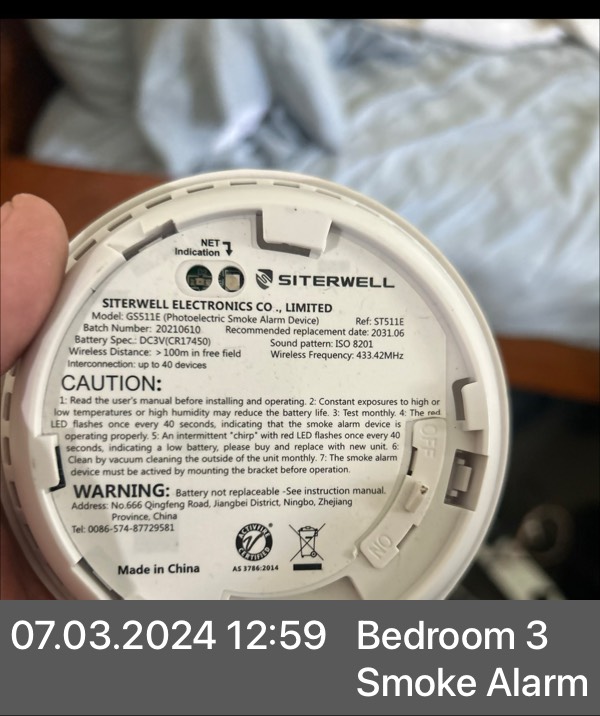 NET
Indication
SITERWELL
SITERWELL ELECTRONICS CO ., LIMITED
Model: GS511E (Photoelectric Smoke Alarm Device) Ref: ST511E
Batch Number: 20210610 Recommended replacement date: 2031.06
Battery Spec.: DC3V(CR17450) Sound pattern: ISO 8201
Wireless Distance: >100m in free field Wireless Frequency: 433.42MHz
Interconnection: up to 40 devices
CAUTION:
1: Read the user's manual before installing and operating. 2: Constant exposures to high or
low temperatures or high humidity may reduce the battery life. 3: Test monthly. 4: The red
LED flashes once every 40 seconds, indicating that the smoke alarm device is
operating properly. 5: An intermittent "chirp" with red LED flashes once every 40
seconds, indicating a low battery, please buy and replace with new unit. 6:
Clean by vacuum cleaning the outside of the unit monthly. 7: The smoke alarm
device must be actived by mounting the bracket before operation.
OFF
WARNING: Battery not replaceable -See instruction manual.
Address: No.666 Qingfeng Road, Jiangbei District, Ningbo, Zhejiang
Province, China
Tel: 0086-574-87729581
ON
ACTIVFIRE
CERTIFIED
Made in China
AS 3786:2014
07.03.2024 12:59 Bedroom 3
Smoke Alarm